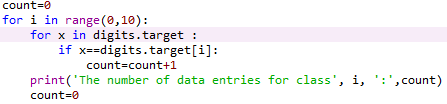 count=0
for i in range(0,10):
    for x in digits.target :
        if x==digits.target[i]:
            count=count+1
    print('The number of data entries for class', i, ':',count)
    count=0